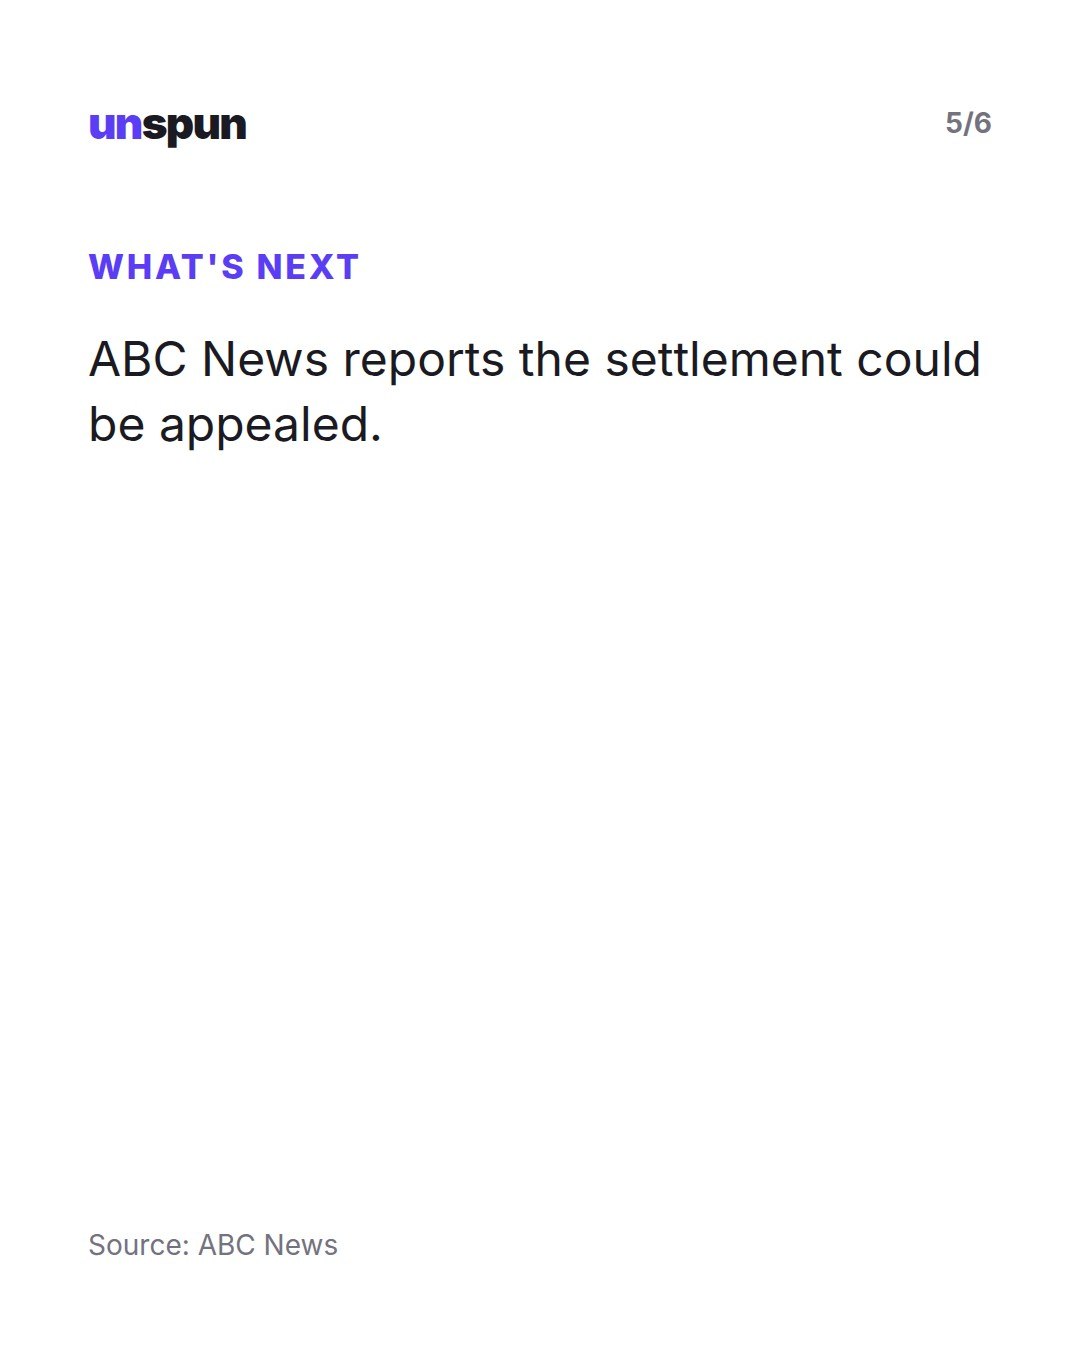 unspun
5/6
WHAT'S NEXT
ABC News reports the settlement could
be appealed.
Source: ABC News